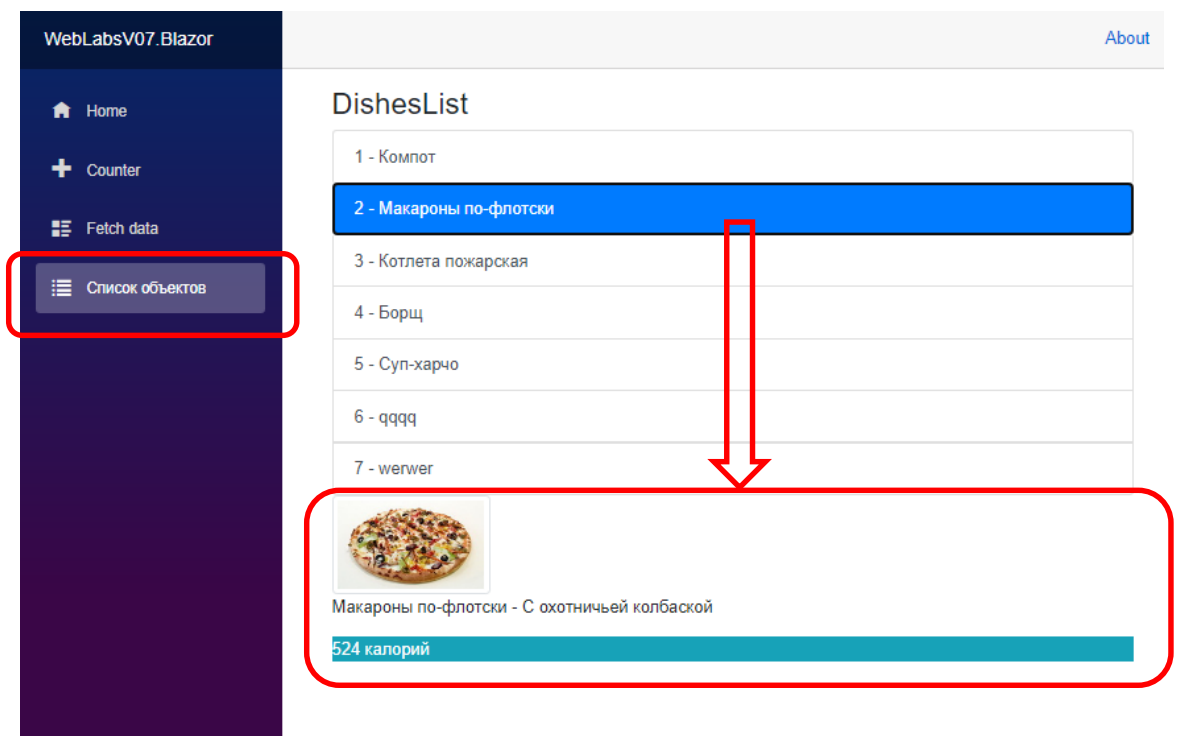 WebLabsV07.Blazor
About
Home
Counter
Fetch data
Список объектов
DishesList
1 - Компот
2 - Макароны по-флотски
3 - Котлета пожарская
4 - Борщ
5 - Суп-харчо
6 - qqqq
7 - werwer
Макароны по-флотски - С охотничьей колбаской
524 калорий